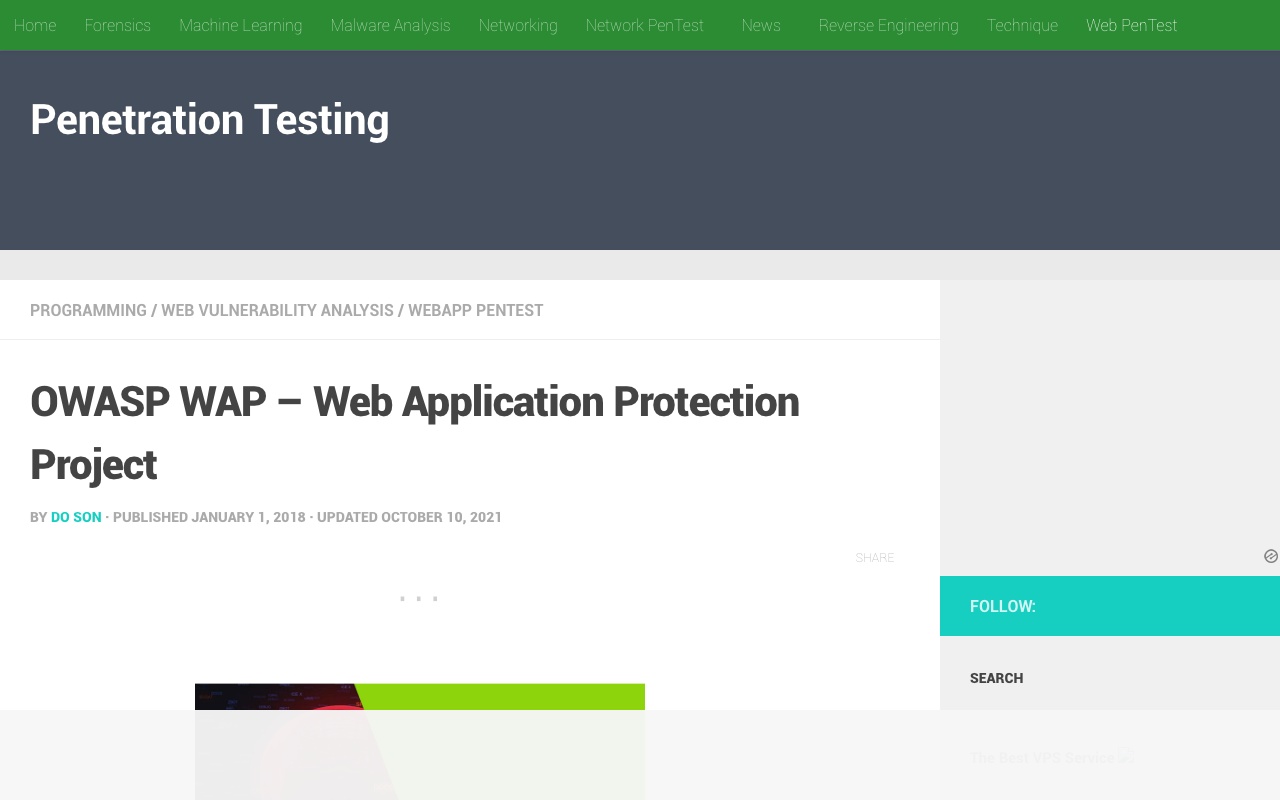 Home Forensics Machine Learning Malware Analysis Networking Network PenTest News Reverse Engineering Technique Web PenTest
Penetration Testing
PROGRAMMING / WEB VULNERABILITY ANALYSIS / WEBAPP PENTEST
OWASP WAP – Web Application Protection
Project
BY DO SON · PUBLISHED JANUARY 1, 2018 · UPDATED OCTOBER 10, 2021
SHARE
. . .
FOLLOW:
SEARCH
The Best VPS Service